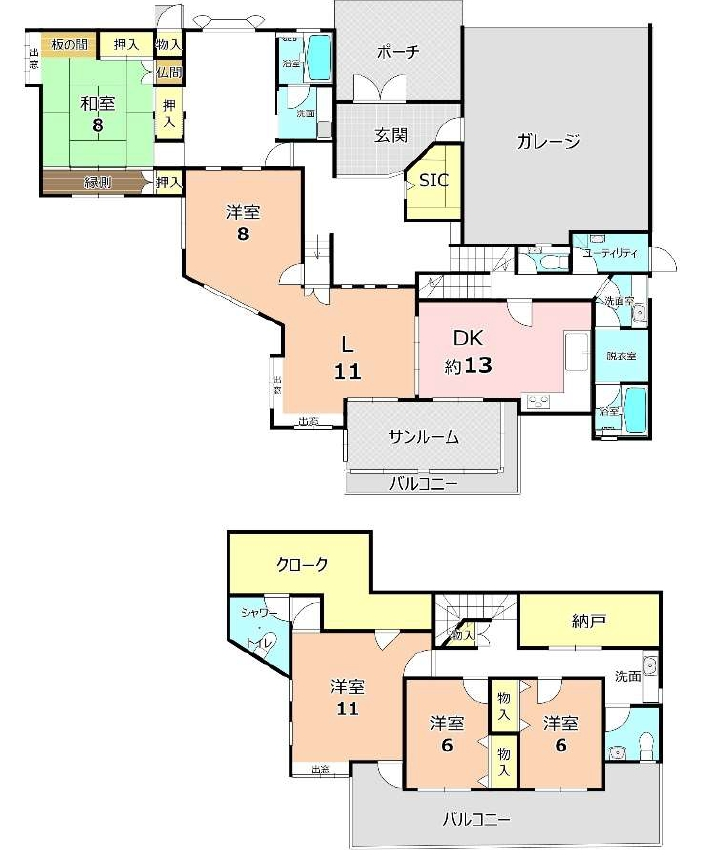 板の間
押入
物入
出窓
仏間
和室
8
押入
縁側
押入
浴室
洗面
ポーチ
玄関
SIC
ガレージ
洋室
8
ユーティリティ
洗面室
脱衣室
浴室
L
11
出窓
出窓
DK
約13
サンルーム
バルコニー
クローク
シャワー
トイレ
物入
納戸
洗面
洋室
11
出窓
洋室
6
物入
物入
洋室
6
バルコニー